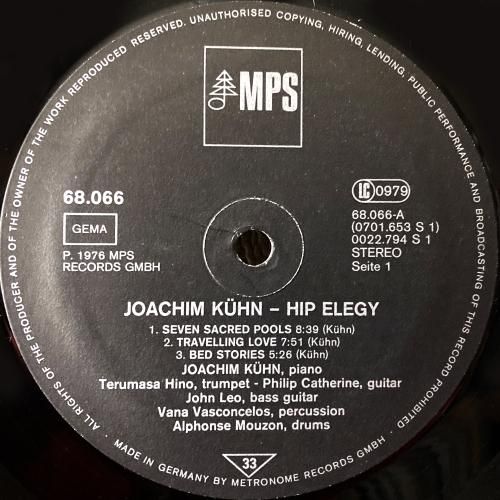 ALL RIGHTS OF THE PRODUCER AND OF THE OWNER OF THE WORK REPRODUCED RESERVED. UNAUTHORISED COPYING, HIRING, LENDING, PUBLIC PERFORMANCE AND BROADCASTING OF THIS RECORD PROHIBITED
MPS
68.066
GEMA
P. 1976 MPS
RECORDS GMBH
LC 0979
68.066-A
(0701.653 S 1)
0022.794 S 1
STEREO
Seite 1
JOACHIM KÜHN – HIP ELEGY
1. SEVEN SACRED POOLS 8:39 (Kühn)
2. TRAVELLING LOVE 7:51 (Kühn)
3. BED STORIES 5:26 (Kühn)
JOACHIM KÜHN, piano
Terumasa Hino, trumpet - Philip Catherine, guitar
John Leo, bass guitar
Vana Vasconcelos, percussion
Alphonse Mouzon, drums
33
· MADE IN GERMANY BY METRONOME RECORDS GMBH ·